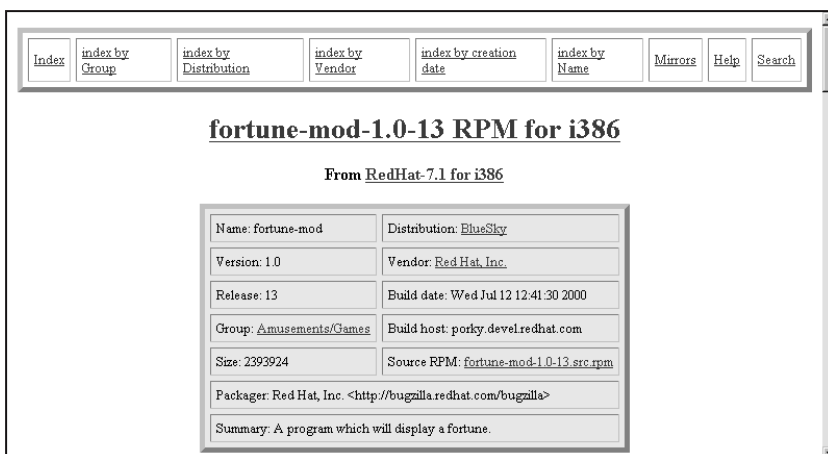 Index
index by Group
index by Distribution
index by Vendor
index by creation date
index by Name
Mirrors
Help
Search
fortune-mod-1.0-13 RPM for i386
From RedHat-7.1 for i386
Name: fortune-mod
Distribution: BlueSky
Version: 1.0
Vendor: Red Hat, Inc.
Release: 13
Build date: Wed Jul 12 12:41:30 2000
Group: Amusements/Games
Build host: porky.devel.redhat.com
Size: 2393924
Source RPM: fortune-mod-1.0-13.src.rpm
Packager: Red Hat, Inc. <http://bugzilla.redhat.com/bugzilla>
Summary: A program which will display a fortune.